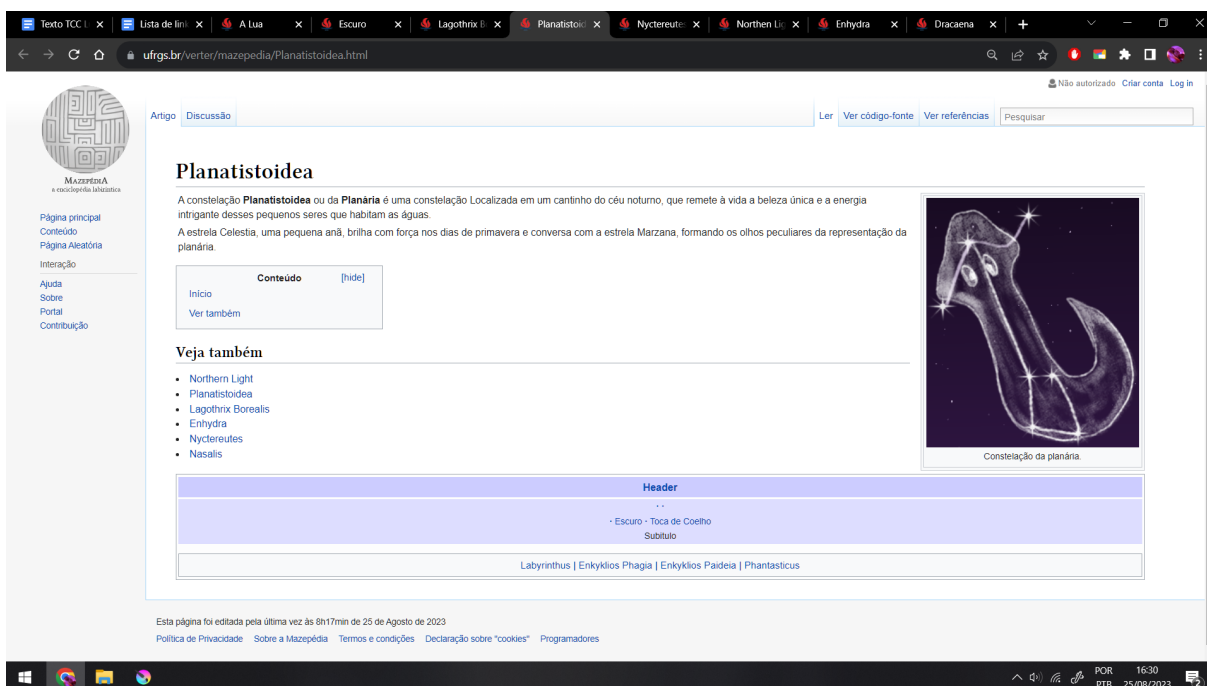 Texto TCC L
Lista de link
A Lua
Escuro
Lagothrix B
Planatistoid
Nyctereutes
Northen Lig
Enhydra
Dracaena
ufrgs.br/verter/mazepedia/Planatistoidea.html
Não autorizado Criar conta Log in
Artigo Discussão
Ler Ver código-fonte Ver referências Pesquisar
MAZEPÉDIA
a enciclopédia labiríntica
Página principal
Conteúdo
Página Aleatória
Interação
Ajuda
Sobre
Portal
Contribuição
Planatistoidea
A constelação Planatistoidea ou da Planària é uma constelação Localizada em um cantinho do céu noturno, que remete à vida a beleza única e a energia
intrigante desses pequenos seres que habitam as águas.
A estrela Celestia, uma pequena anã, brilha com força nos dias de primavera e conversa com a estrela Marzana, formando os olhos peculiares da representação da
planária.
Conteúdo [hide]
Início
Ver também
Veja também
• Northern Light
• Planatistoidea
• Lagothrix Borealis
• Enhydra
• Nyctereutes
• Nasalis
Constelação da planária.
Header
· ·
· Escuro · Toca de Coelho
Subitulo
Labyrinthus | Enkyklios Phagia | Enkyklios Paideia | Phantasticus
Esta página foi editada pela última vez às 8h17min de 25 de Agosto de 2023
Política de Privacidade Sobre a Mazepédia Termos e condições Declaração sobre "cookies" Programadores
POR
PTB
16:30
25/08/2023